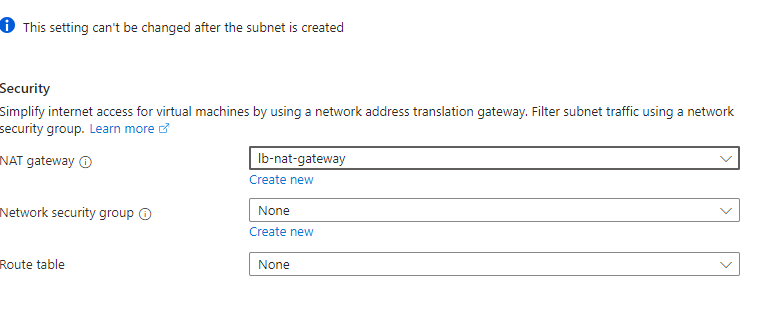 This setting can't be changed after the subnet is created
Security
Simplify internet access for virtual machines by using a network address translation gateway. Filter subnet traffic using a network
security group. Learn more
NAT gateway
lb-nat-gateway
Create new
Network security group
None
Create new
Route table
None